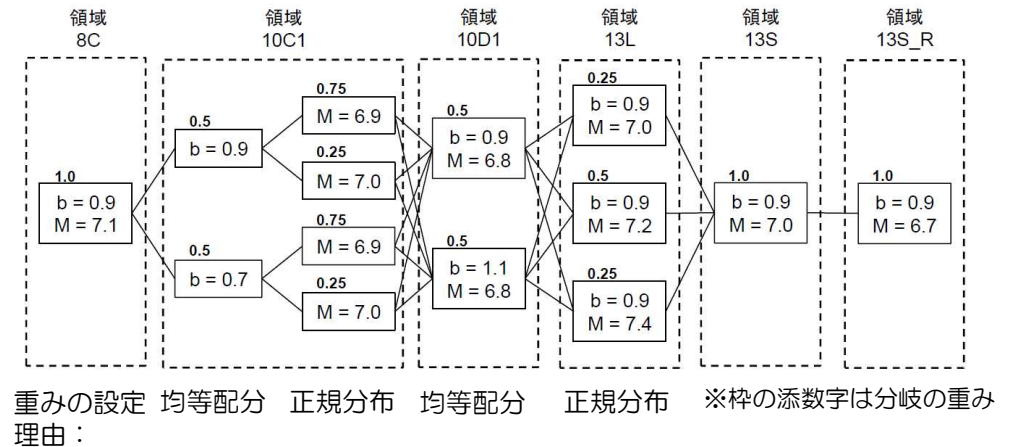 領域
8C
領域
10C1
領域
10D1
領域
13L
領域
13S
領域
13S_R
1.0
b = 0.9
M = 7.1
0.5
b = 0.9
0.5
b = 0.7
0.75
M = 6.9
0.25
M = 7.0
0.75
M = 6.9
0.25
M = 7.0
0.5
b = 0.9
M = 6.8
0.5
b = 1.1
M = 6.8
0.25
b = 0.9
M = 7.0
0.5
b = 0.9
M = 7.2
0.25
b = 0.9
M = 7.4
1.0
b = 0.9
M = 7.0
1.0
b = 0.9
M = 6.7
重みの設定
理由：
均等配分
正規分布
均等配分
正規分布
※枠の添数字は分岐の重み